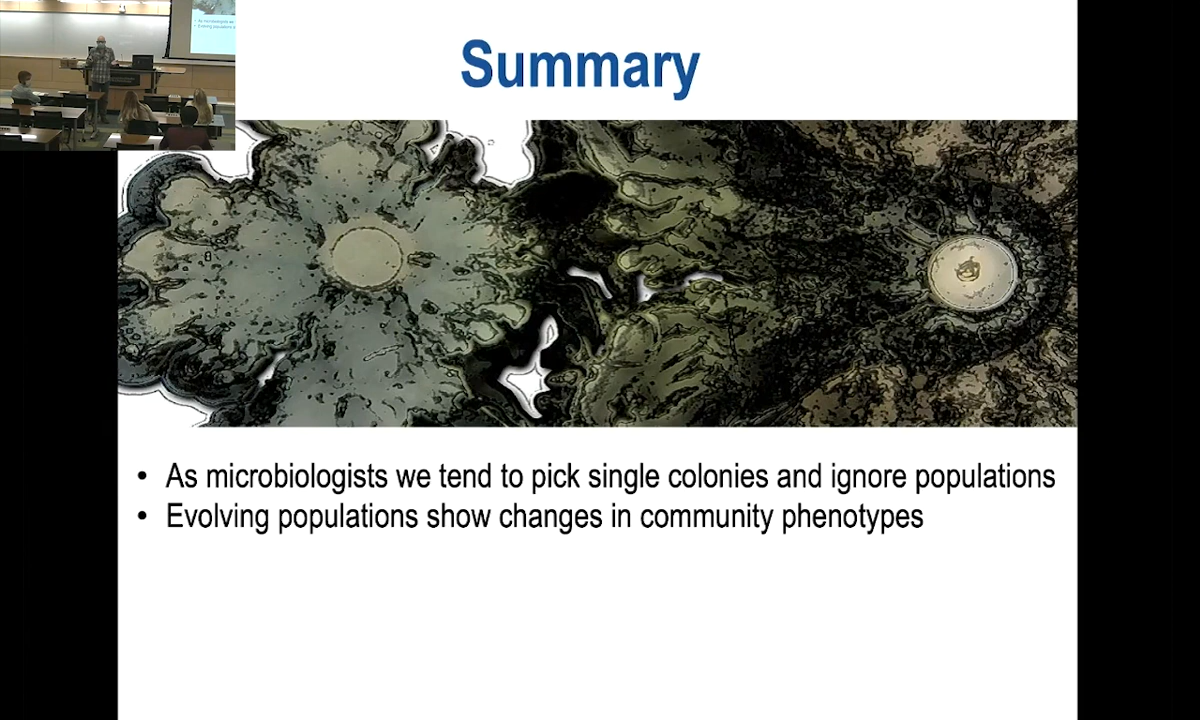 Summary
• As microbiologists we tend to pick single colonies and ignore populations
• Evolving populations show changes in community phenotypes